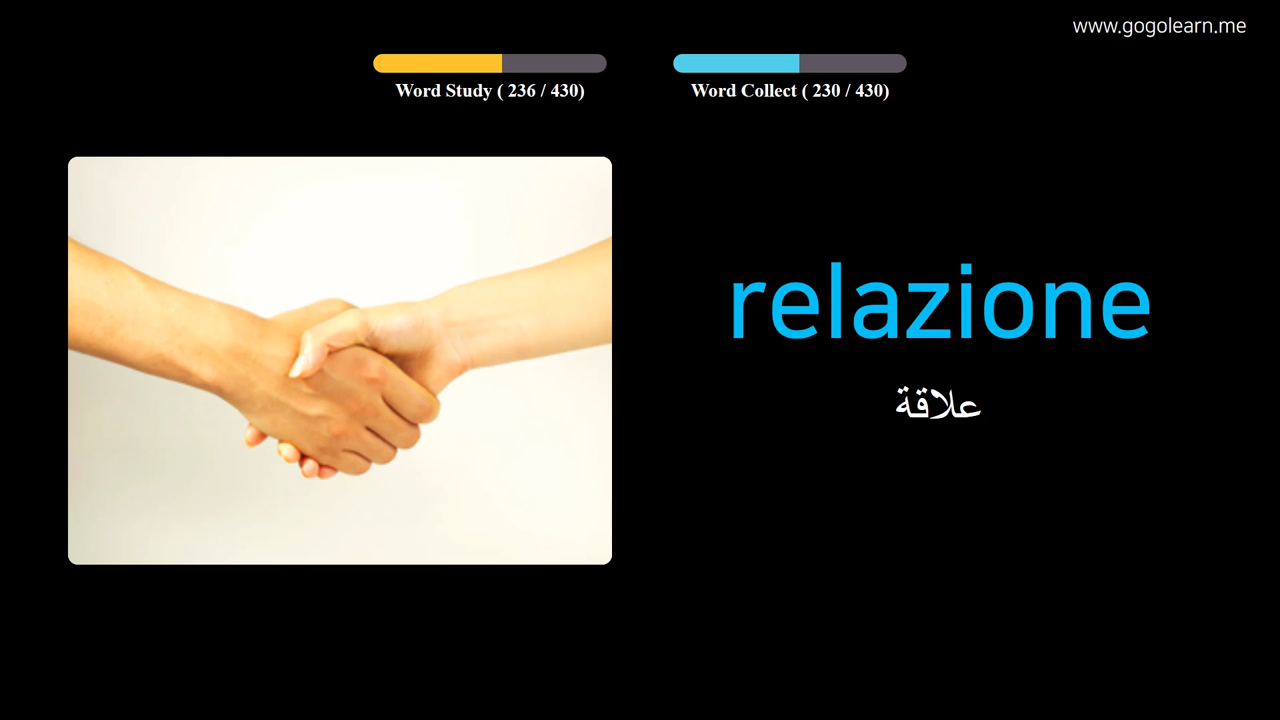 www.gogolearn.me
Word Study ( 236 / 430)
Word Collect ( 230 / 430)
relazione
علاقة